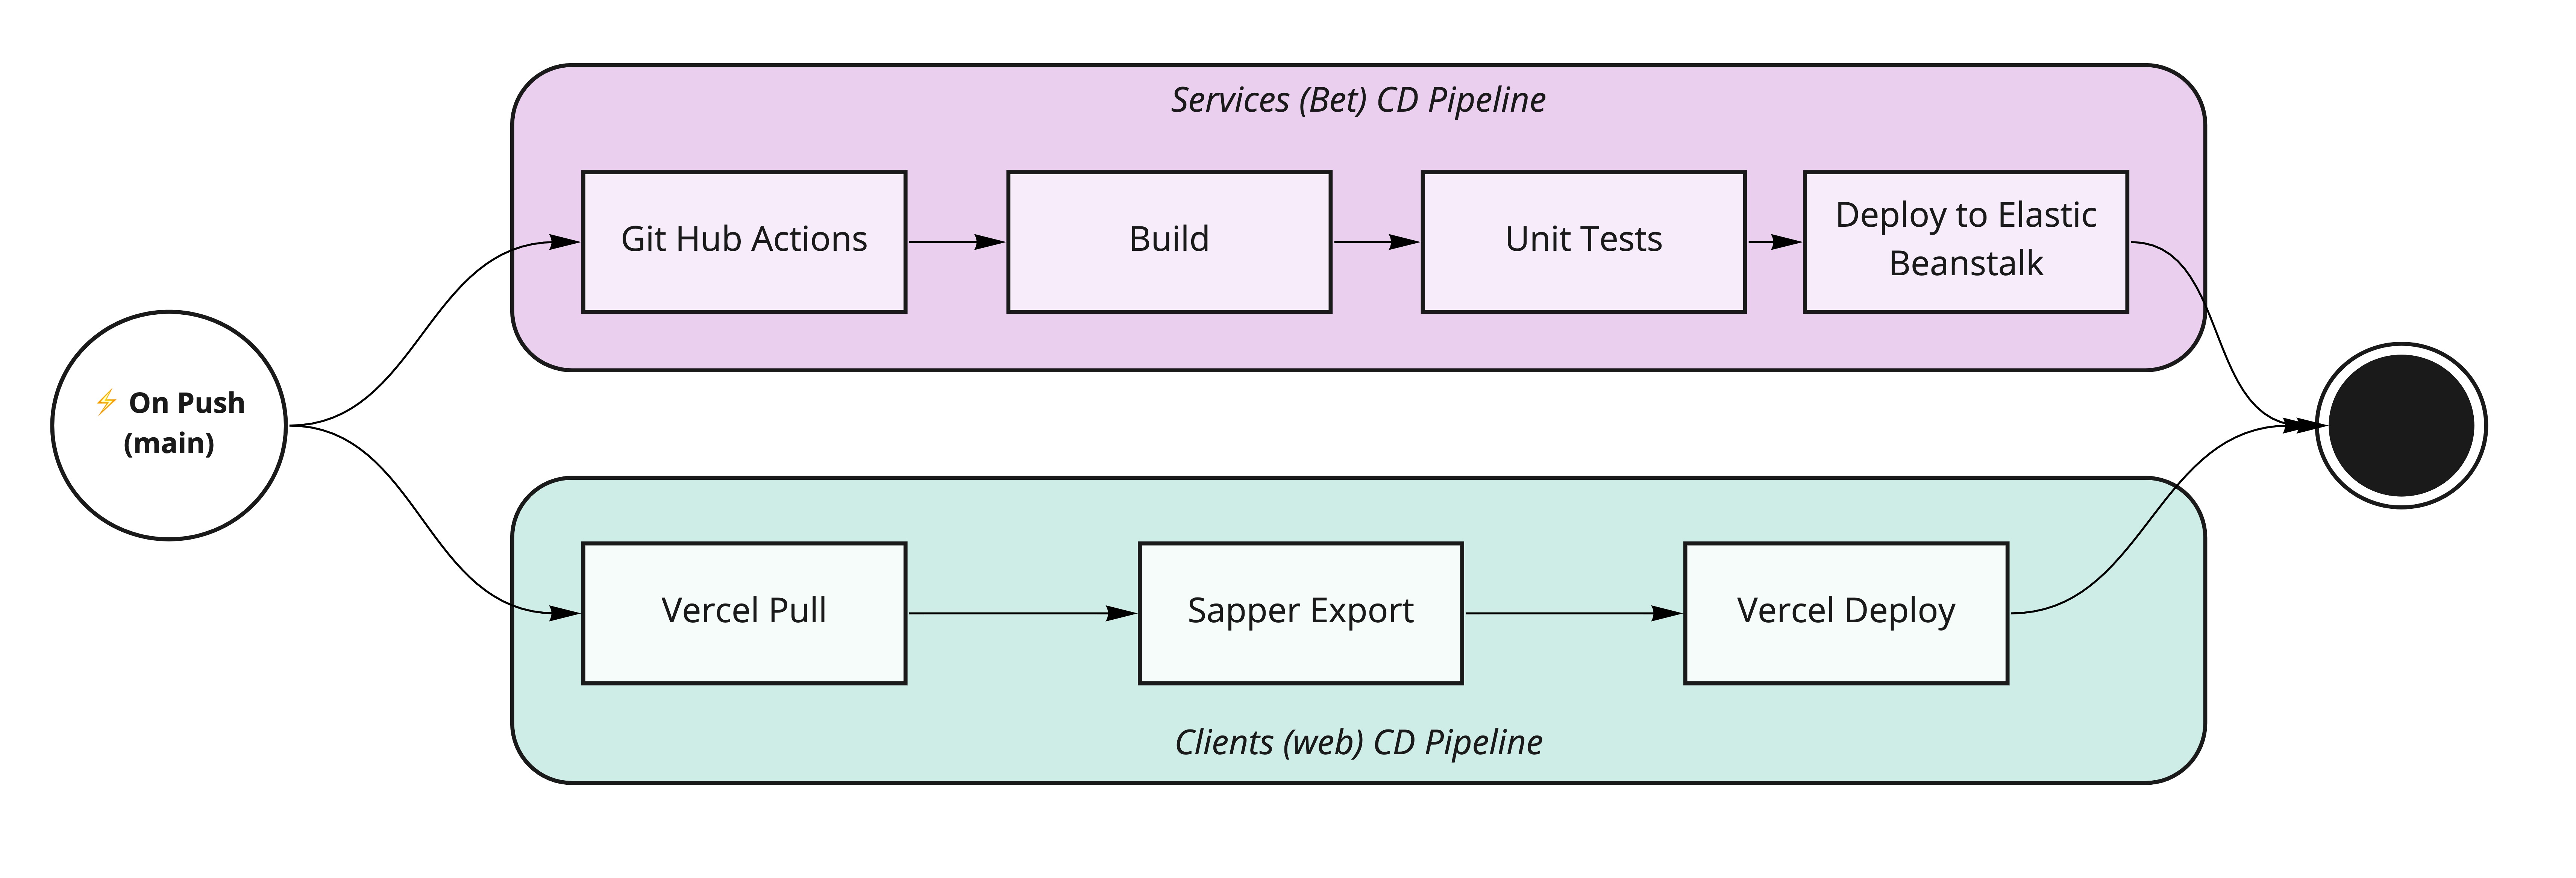 Services (Bet) CD Pipeline
Git Hub Actions
Build
Unit Tests
Deploy to Elastic
Beanstalk
⚡ On Push
(main)
Vercel Pull
Sapper Export
Vercel Deploy
Clients (web) CD Pipeline